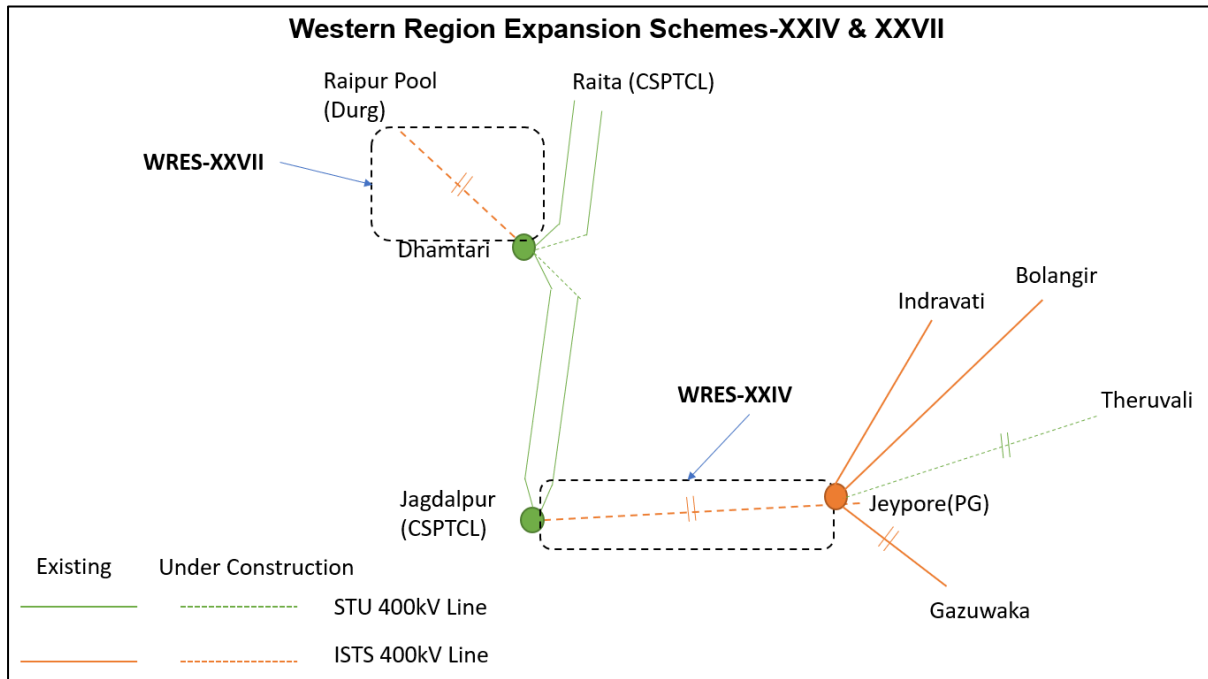 Western Region Expansion Schemes-XXIV & XXVII
Raipur Pool
(Durg)
Raita (CSPTCL)
WRES-XXVII
Dhamtari
Bolangir
Indravati
WRES-XXIV
Theruvali
Jagdalpur
(CSPTCL)
Jeypore(PG)
Existing
Under Construction
Gazuwaka
STU 400kV Line
ISTS 400kV Line